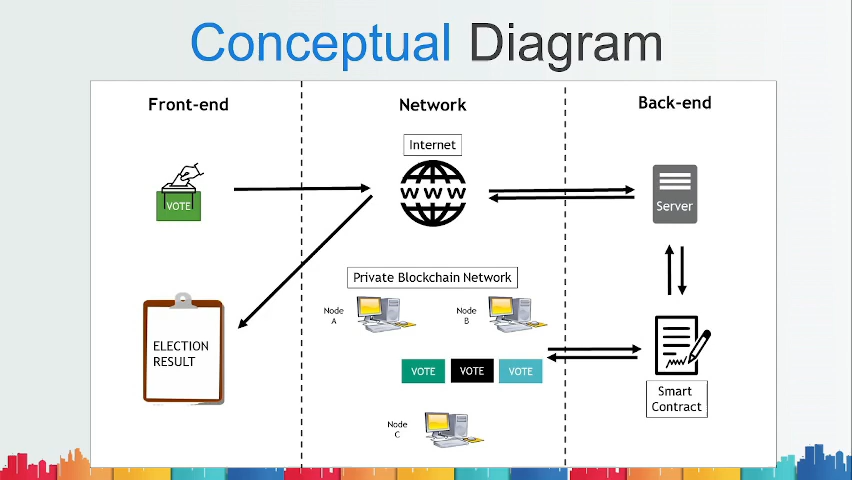 Conceptual Diagram
Front-end
Network
Back-end
Internet
WWW
VOTE
Server
Private Blockchain Network
Node
A
Node
B
ELECTION
RESULT
VOTE
VOTE
VOTE
Smart
Contract
Node
C